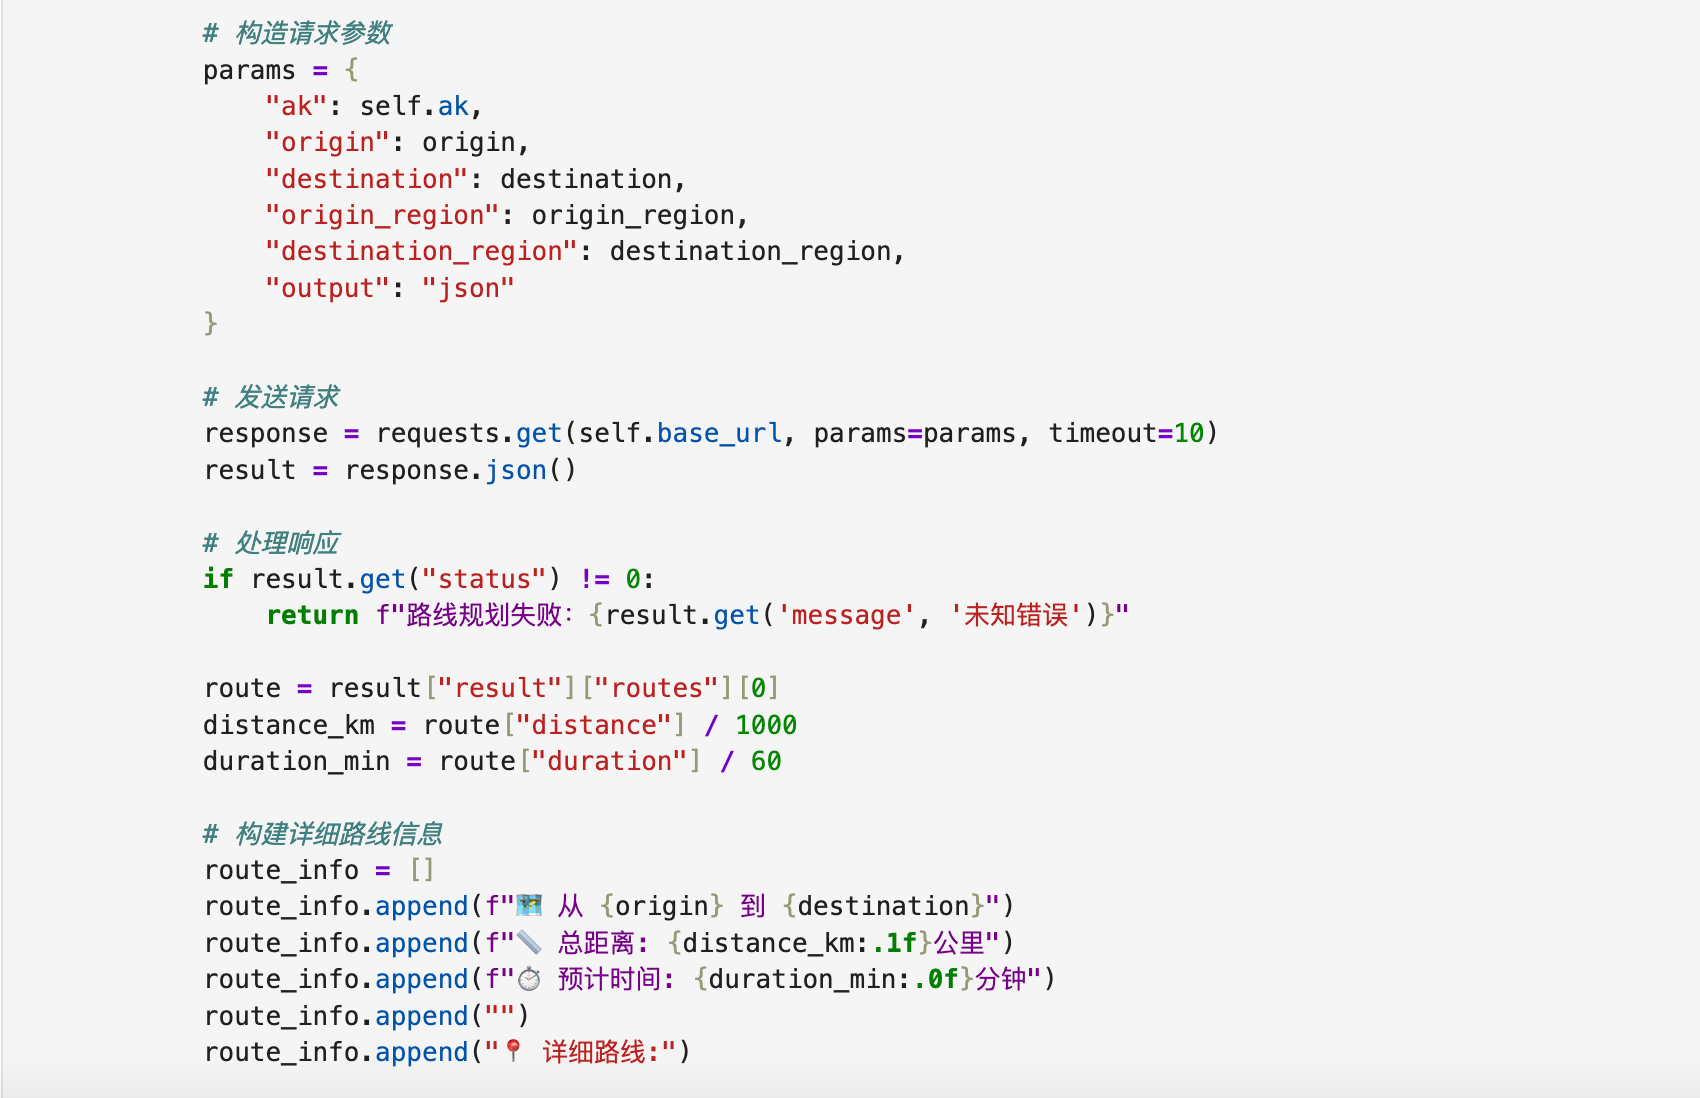 # 构造请求参数
params = {
    "ak": self.ak,
    "origin": origin,
    "destination": destination,
    "origin_region": origin_region,
    "destination_region": destination_region,
    "output": "json"
}

# 发送请求
response = requests.get(self.base_url, params=params, timeout=10)
result = response.json()

# 处理响应
if result.get("status") != 0:
    return f"路线规划失败：{result.get('message', '未知错误')}"

route = result["result"]["routes"][0]
distance_km = route["distance"] / 1000
duration_min = route["duration"] / 60

# 构建详细路线信息
route_info = []
route_info.append(f"🗺️ 从 {origin} 到 {destination}")
route_info.append(f"📏 总距离: {distance_km:.1f}公里")
route_info.append(f"⏱️ 预计时间: {duration_min:.0f}分钟")
route_info.append("")
route_info.append("📍 详细路线:")